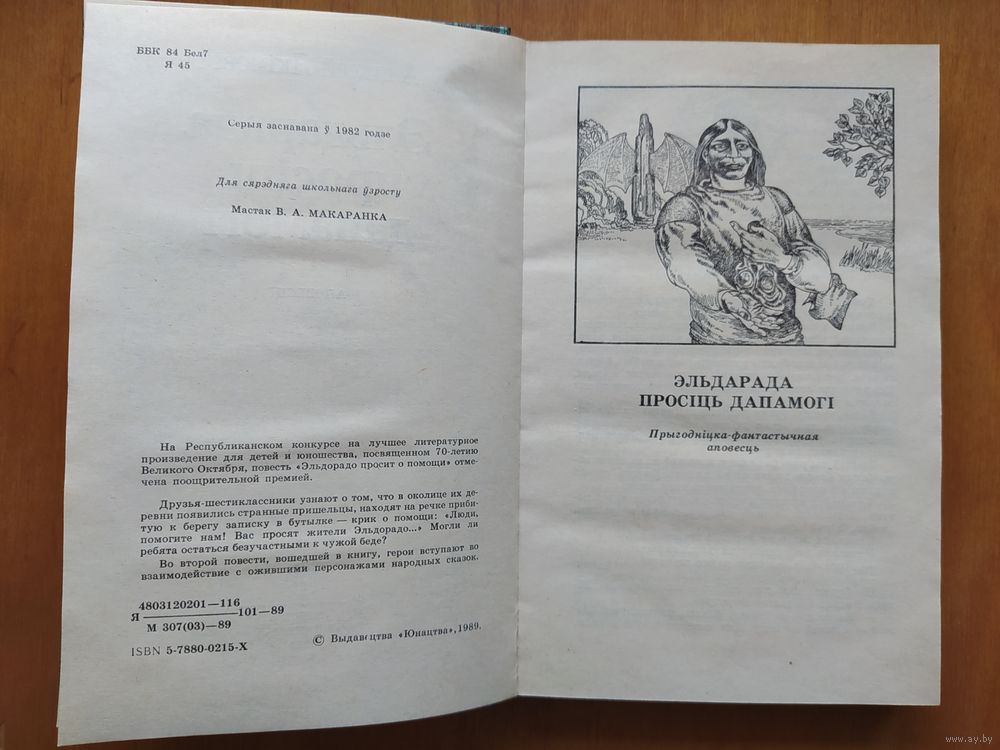 ББК 84 Бел7
Я 45
Серыя заснавана ў 1982 годзе
Для сярэдняга школьнага ўзросту
Мастак В. А. МАКАРАНКА
На Республиканском конкурсе на лучшее литературное
произведение для детей и юношества, посвященном 70-летию
Великого Октября, повесть «Эльдорадо просит о помощи» отме-
чена поощрительной премией.
Друзья-шестиклассники узнают о том, что в околице их де-
ревни появились странные пришельцы, находят на речке приби-
тую к берегу записку в бутылке — крик о помощи: «Люди,
помогите нам! Вас просят жители Эльдорадо...» Могли ли
ребята остаться безучастными к чужой беде?
Во второй повести, вошедшей в книгу, герои вступают во
взаимодействие с ожившими персонажами народных сказок.
4803120201—116
Я 101—89
М 307(03)—89
ISBN 5-7880-0215-X
© Выдавецтва «Юнацтва», 1989.
ЭЛЬДАРАДА
ПРОСІЦЬ ДАПАМОГІ
Прыгодніцка-фантастычная
аповесць
www.ay.by